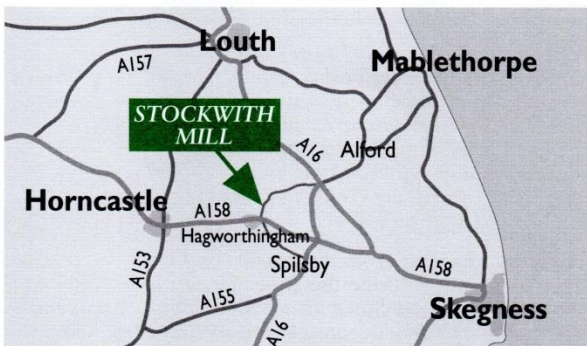 Louth
A157
Mablethorpe
STOCKWITH
MILL
A16
Alford
Horncastle
A158
Hagworthingham
Spilsby
A153
A158
A155
Skegness
A16